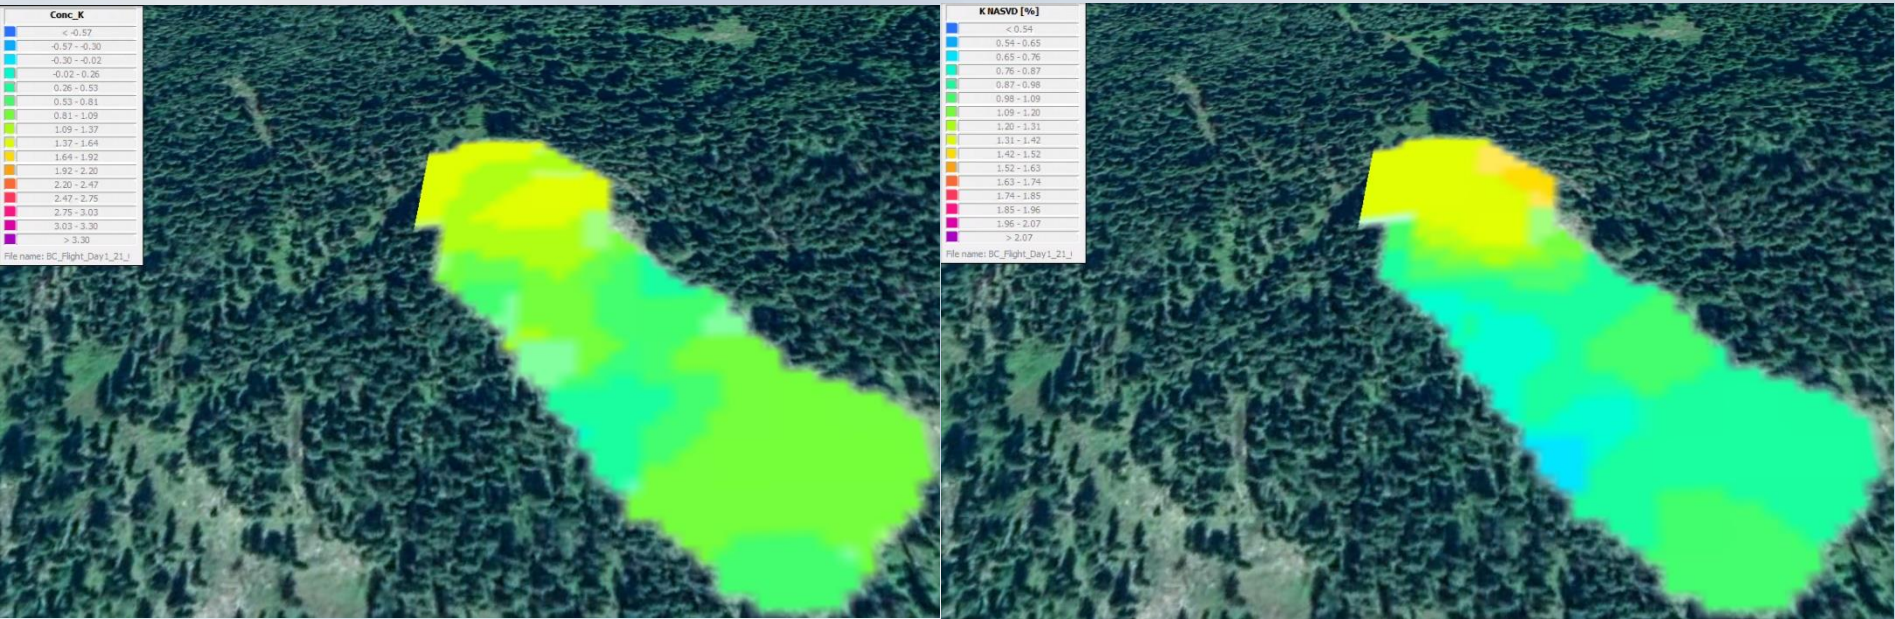 Conc_K
< -0.57
-0.57 - -0.30
-0.30 - -0.02
-0.02 - 0.26
0.26 - 0.53
0.53 - 0.81
0.81 - 1.09
1.09 - 1.37
1.37 - 1.64
1.64 - 1.92
1.92 - 2.20
2.20 - 2.47
2.47 - 2.75
2.75 - 3.03
3.03 - 3.30
> 3.30
File name: BC_Flight_Day1_21_
K NASVD [%]
< 0.54
0.54 - 0.65
0.65 - 0.76
0.76 - 0.87
0.87 - 0.98
0.98 - 1.09
1.09 - 1.20
1.20 - 1.31
1.31 - 1.42
1.42 - 1.52
1.52 - 1.63
1.63 - 1.74
1.74 - 1.85
1.85 - 1.96
1.96 - 2.07
> 2.07
File name: BC_Flight_Day1_21_